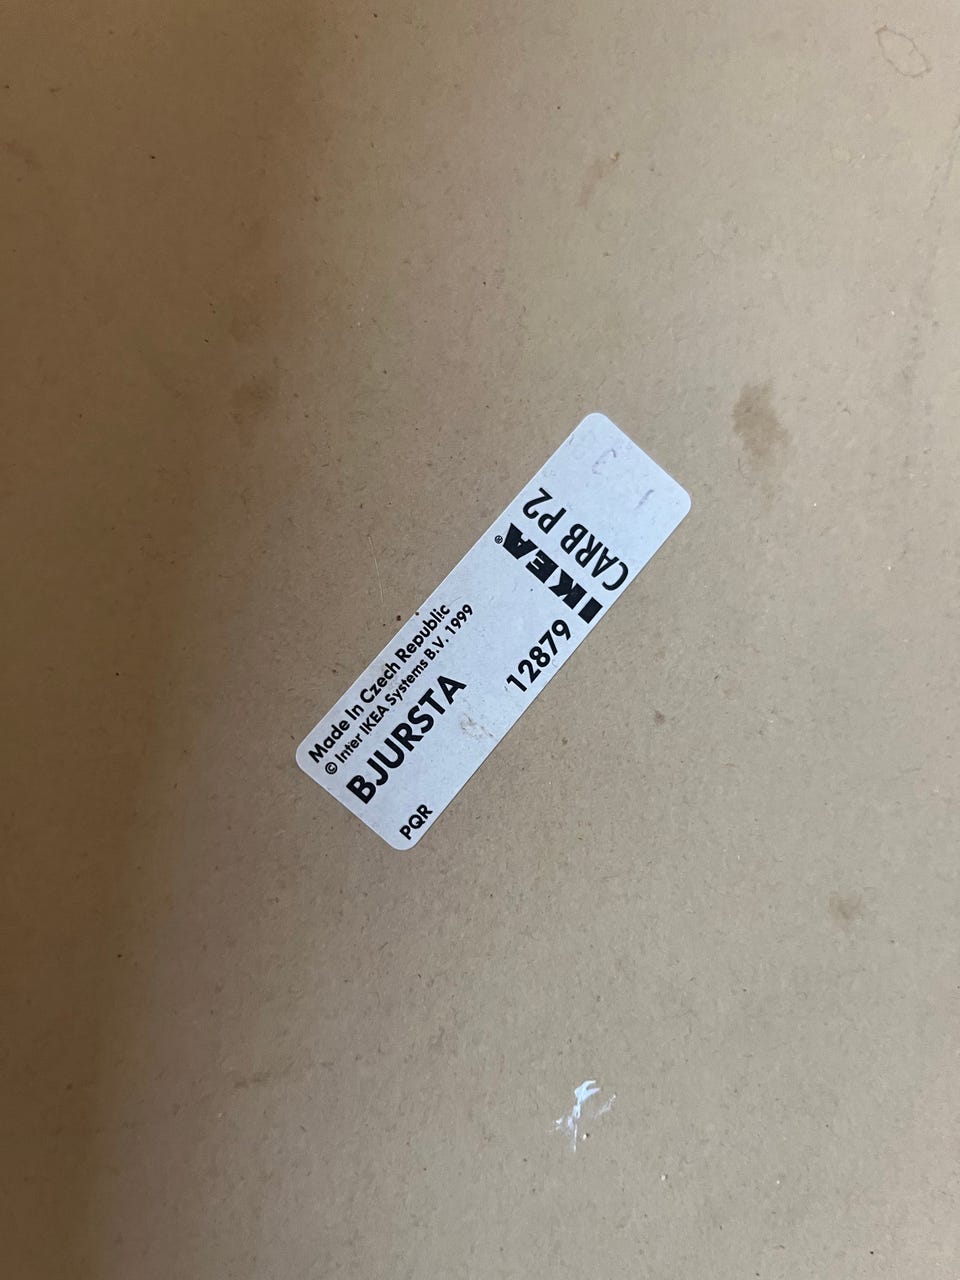 Made In Czech Republic
© Inter IKEA Systems B.V. 1999
BJURSTA
PQR
12879
IKEA®
CARB P2